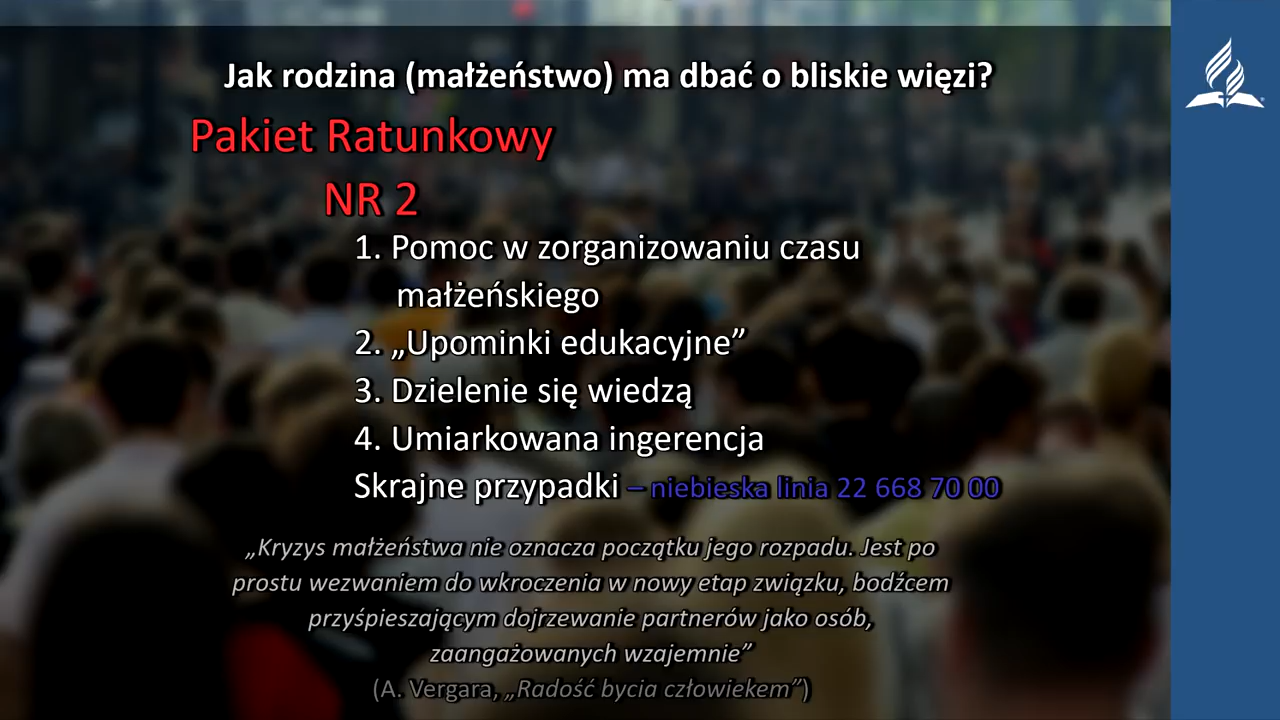 Jak rodzina (małżeństwo) ma dbać o bliskie więzi?
Pakiet Ratunkowy
NR 2
1. Pomoc w zorganizowaniu czasu
małżeńskiego
2. „Upominki edukacyjne”
3. Dzielenie się wiedzą
4. Umiarkowana ingerencja
Skrajne przypadki – niebieska linia 22 668 70 00
„Kryzys małżeństwa nie oznacza początku jego rozpadu. Jest po
prostu wezwaniem do wkroczenia w nowy etap związku, bodźcem
przyśpieszającym dojrzewanie partnerów jako osób,
zaangażowanych wzajemnie”
(A. Vergara, „Radość bycia człowiekem”)